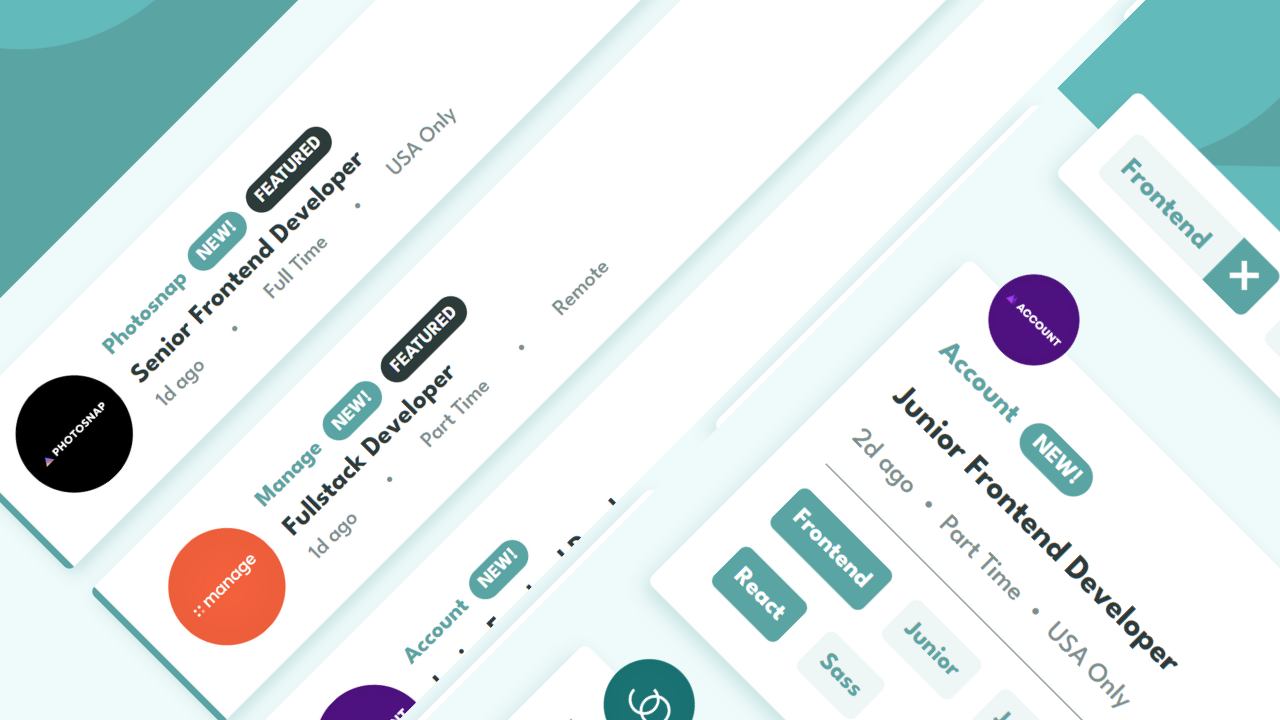 Photosnap NEW! FEATURED
Senior Frontend Developer
1d ago • Full Time • USA Only
PHOTOSNAP
Manage NEW! FEATURED
Fullstack Developer
1d ago • Part Time • Remote
manage
Account NEW!
Frontend
ACCOUNT
Account NEW!
Junior Frontend Developer
2d ago • Part Time • USA Only
Frontend Junior
React Sass